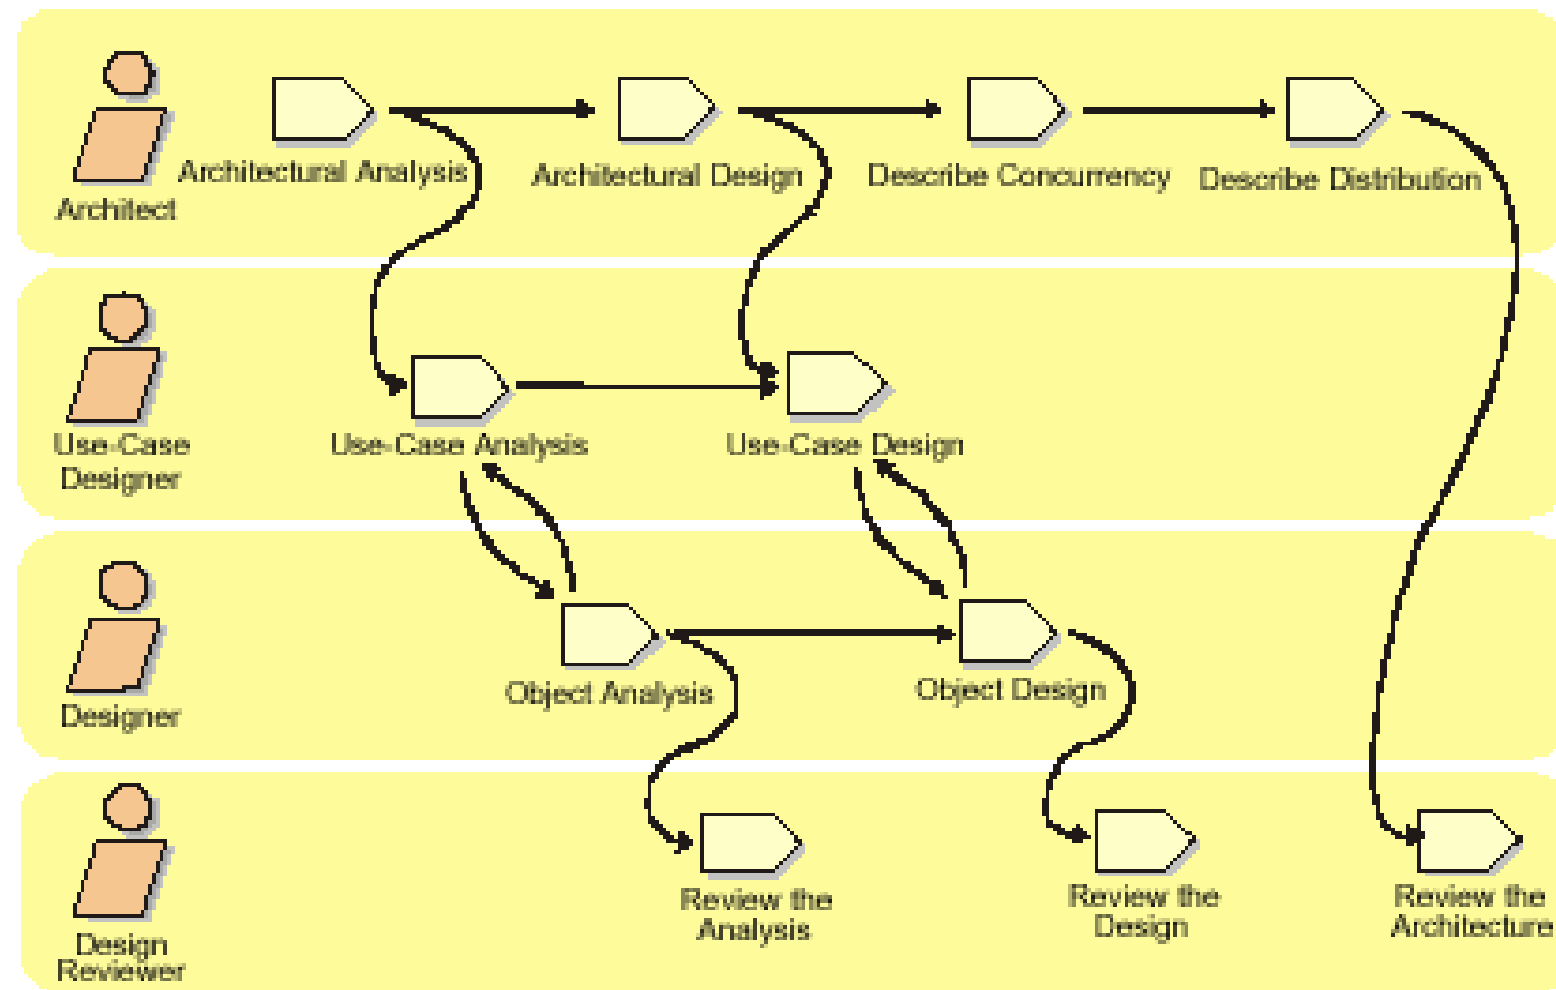 Architectural Analysis
Architectural Design
Describe Concurrency
Describe Distribution
Architect
Use-Case
Designer
Use-Case Analysis
Use-Case Design
Object Analysis
Object Design
Designer
Review the
Analysis
Review the
Design
Review the
Architecture
Design
Reviewer